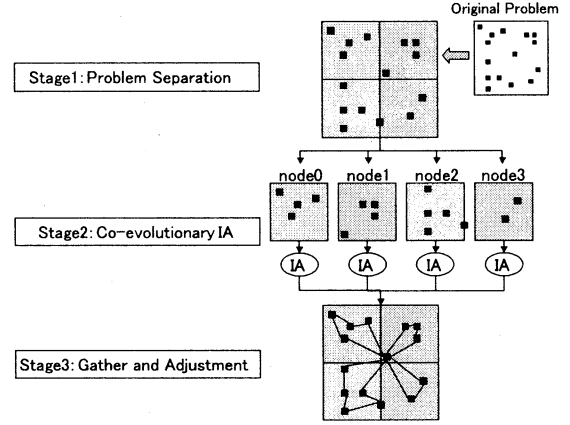 Original Problem
Stage1: Problem Separation
node0 node1 node2 node3
Stage2: Co-evolutionary IA
IA IA IA IA
Stage3: Gather and Adjustment